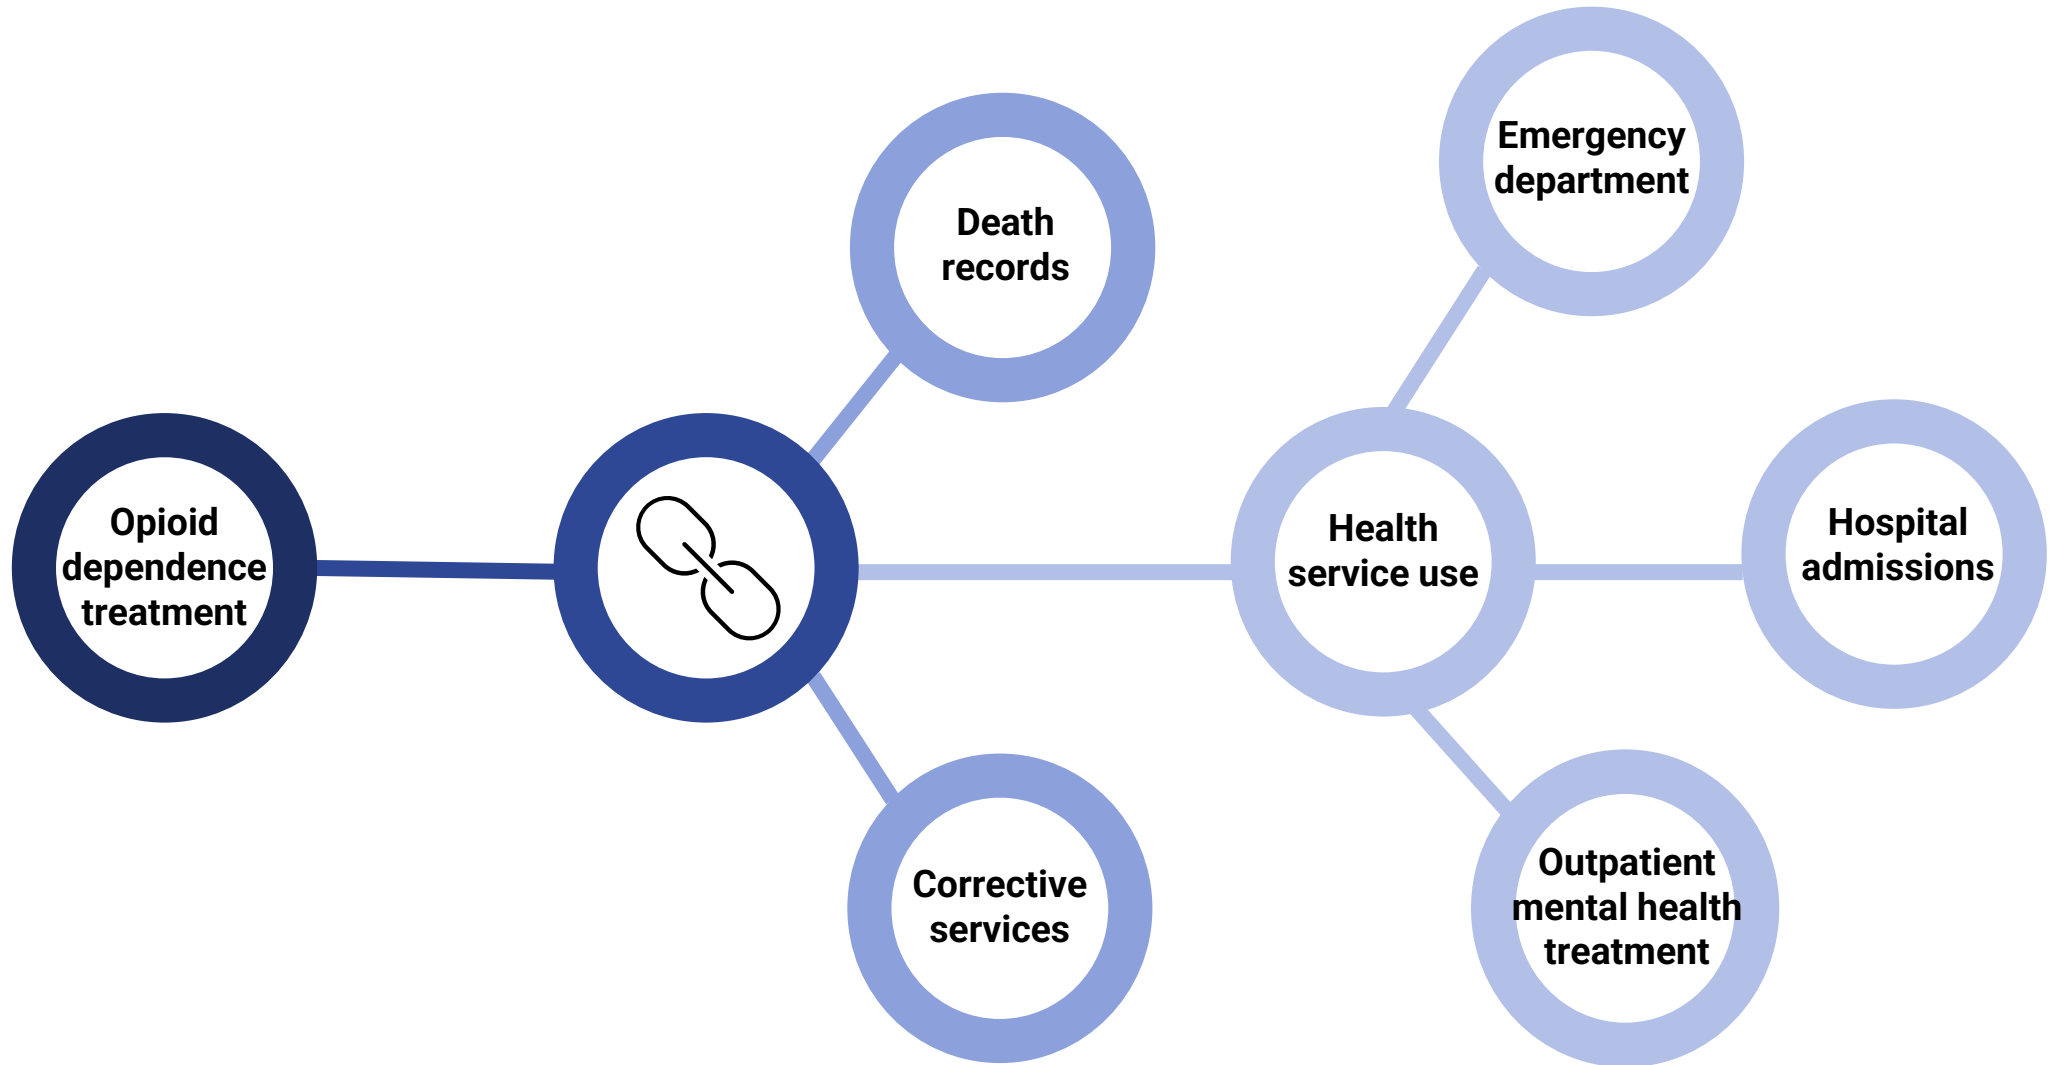 Opioid
dependence
treatment
Death
records
Corrective
services
Health
service use
Emergency
department
Hospital
admissions
Outpatient
mental health
treatment